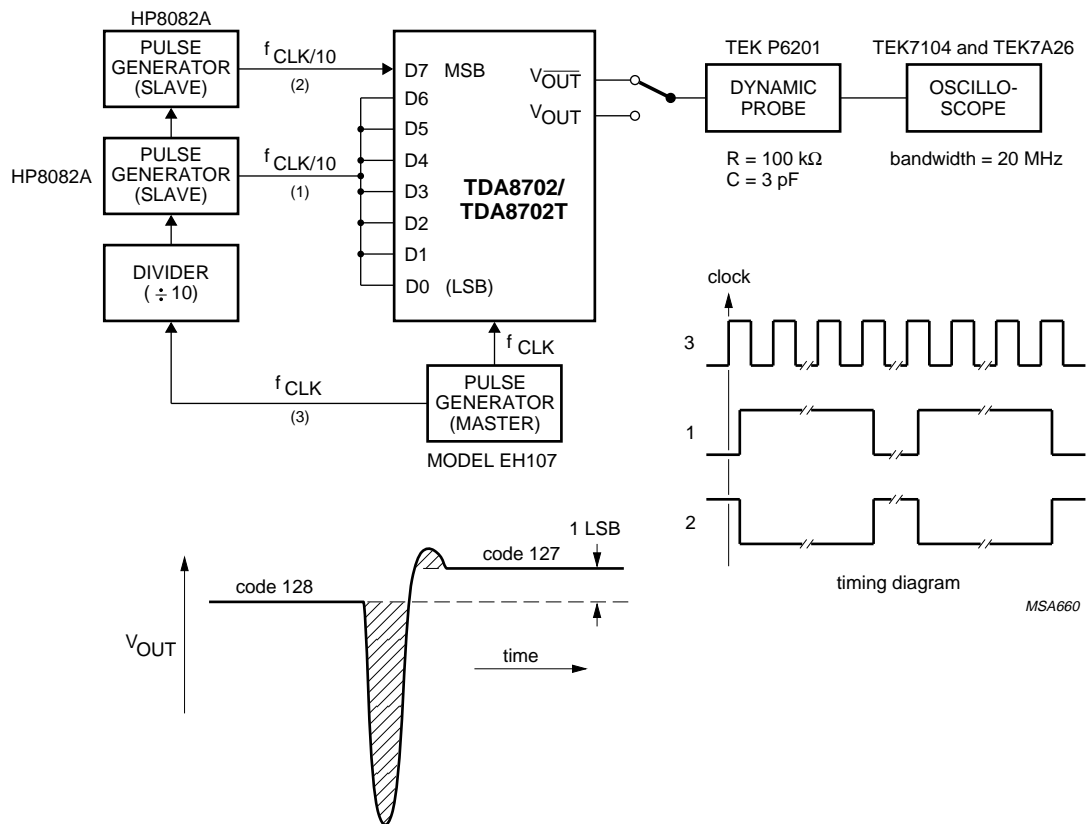 HP8082A
PULSE
GENERATOR
(SLAVE)
f CLK/10
(2)
HP8082A
PULSE
GENERATOR
(SLAVE)
f CLK/10
(1)
DIVIDER
( ÷ 10)
f CLK
(3)
D7 MSB
D6
D5
D4
D3
D2
D1
D0 (LSB)
TDA8702/
TDA8702T
V̅OUT
VOUT
f CLK
PULSE
GENERATOR
(MASTER)
MODEL EH107
TEK P6201
DYNAMIC
PROBE
R = 100 kΩ
C = 3 pF
TEK7104 and TEK7A26
OSCILLO-
SCOPE
bandwidth = 20 MHz
clock
3
1
2
timing diagram
MSA660
1 LSB
code 128
code 127
VOUT
time